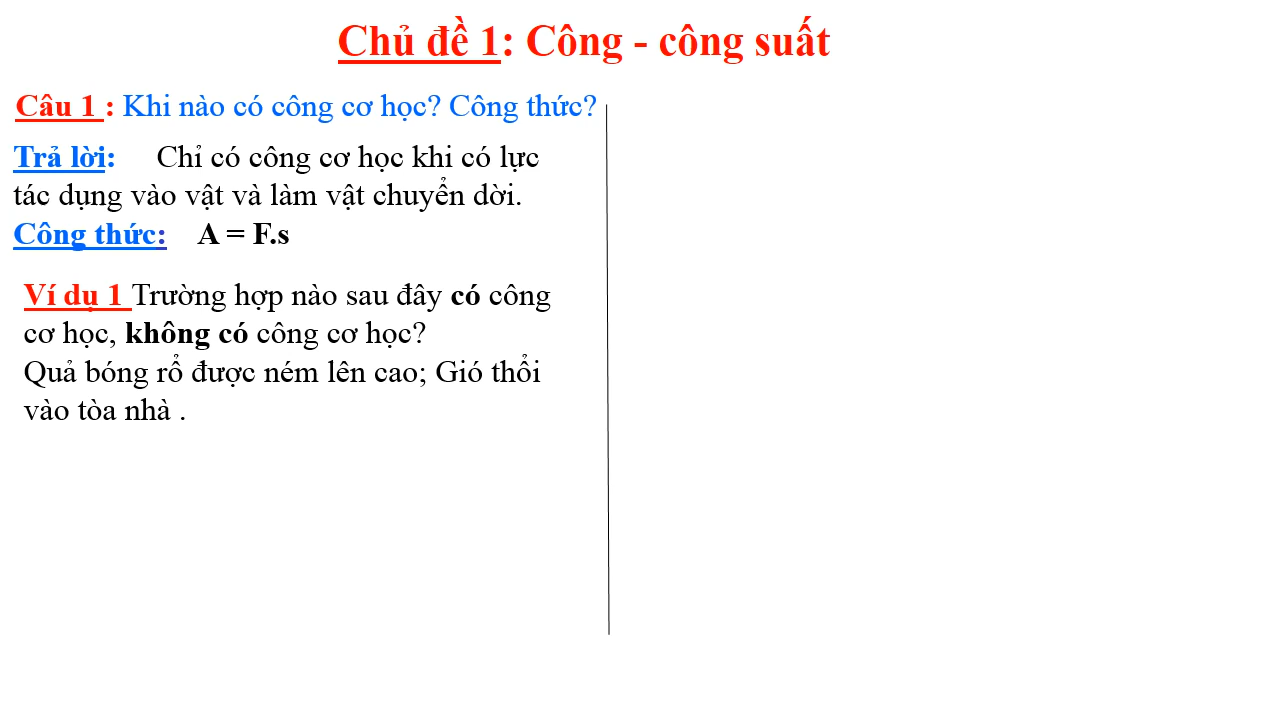 Chủ đề 1: Công - công suất
Câu 1 : Khi nào có công cơ học? Công thức?
Trả lời: Chỉ có công cơ học khi có lực
tác dụng vào vật và làm vật chuyển dời.
Công thức: A = F.s
Ví dụ 1 Trường hợp nào sau đây có công
cơ học, không có công cơ học?
Quả bóng rổ được ném lên cao; Gió thổi
vào tòa nhà .